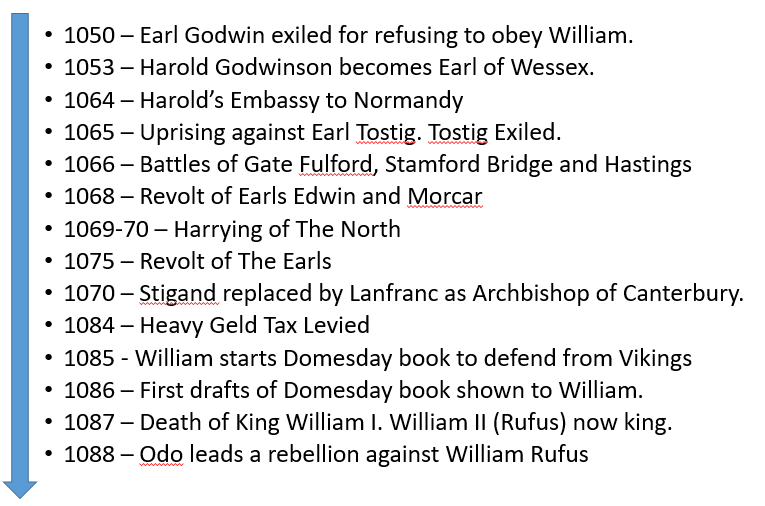 • 1050 – Earl Godwin exiled for refusing to obey William.
• 1053 – Harold Godwinson becomes Earl of Wessex.
• 1064 – Harold’s Embassy to Normandy
• 1065 – Uprising against Earl Tostig. Tostig Exiled.
• 1066 – Battles of Gate Fulford, Stamford Bridge and Hastings
• 1068 – Revolt of Earls Edwin and Morcar
• 1069-70 – Harrying of The North
• 1075 – Revolt of The Earls
• 1070 – Stigand replaced by Lanfranc as Archbishop of Canterbury.
• 1084 – Heavy Geld Tax Levied
• 1085 - William starts Domesday book to defend from Vikings
• 1086 – First drafts of Domesday book shown to William.
• 1087 – Death of King William I. William II (Rufus) now king.
• 1088 – Odo leads a rebellion against William Rufus